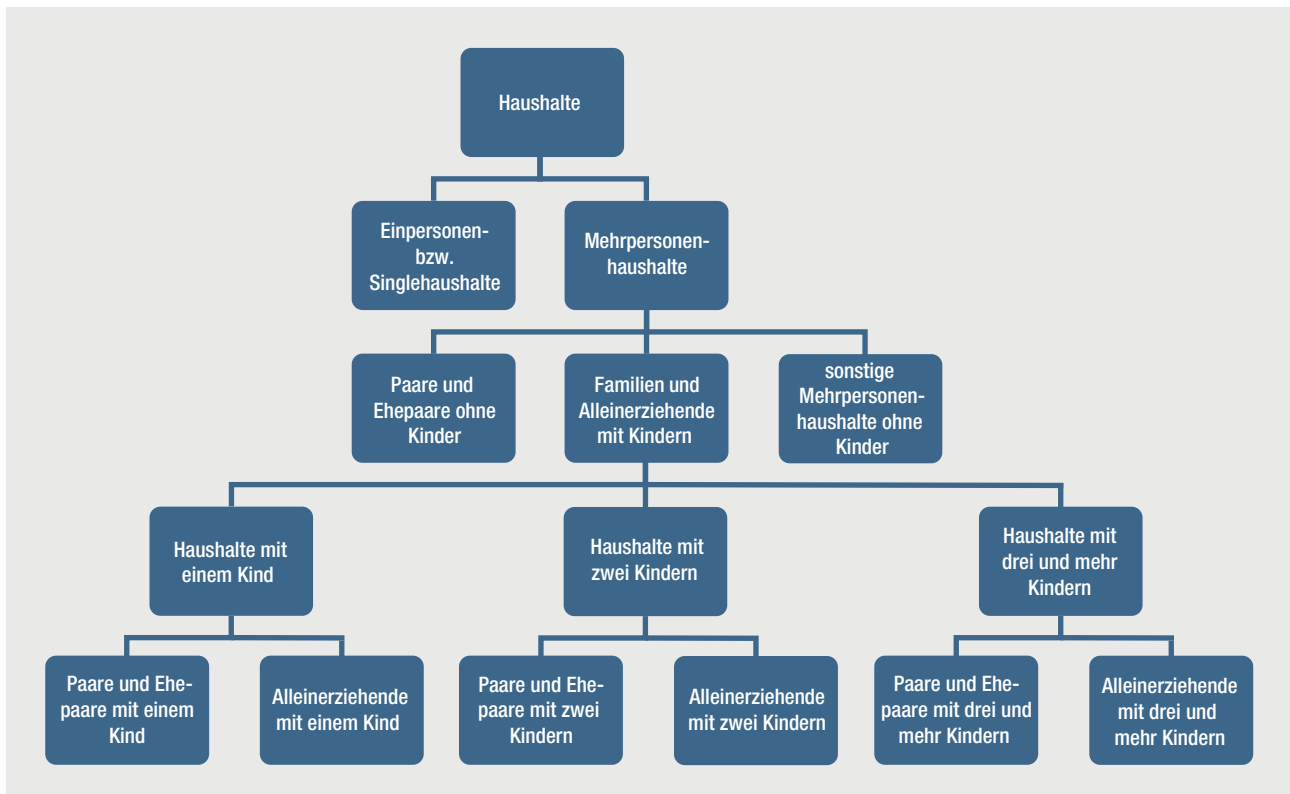 Haushalte
Einpersonen-
bzw.
Singlehaushalte
Mehrpersonen-
haushalte
Paare und
Ehepaare ohne
Kinder
Familien und
Alleinerziehende
mit Kindern
sonstige
Mehrpersonen-
haushalte ohne
Kinder
Haushalte mit
einem Kind
Haushalte mit
zwei Kindern
Haushalte mit
drei und mehr
Kindern
Paare und Ehe-
paare mit einem
Kind
Alleinerziehende
mit einem Kind
Paare und Ehe-
paare mit zwei
Kindern
Alleinerziehende
mit zwei Kindern
Paare und Ehe-
paare mit drei und
mehr Kindern
Alleinerziehende
mit drei und
mehr Kindern